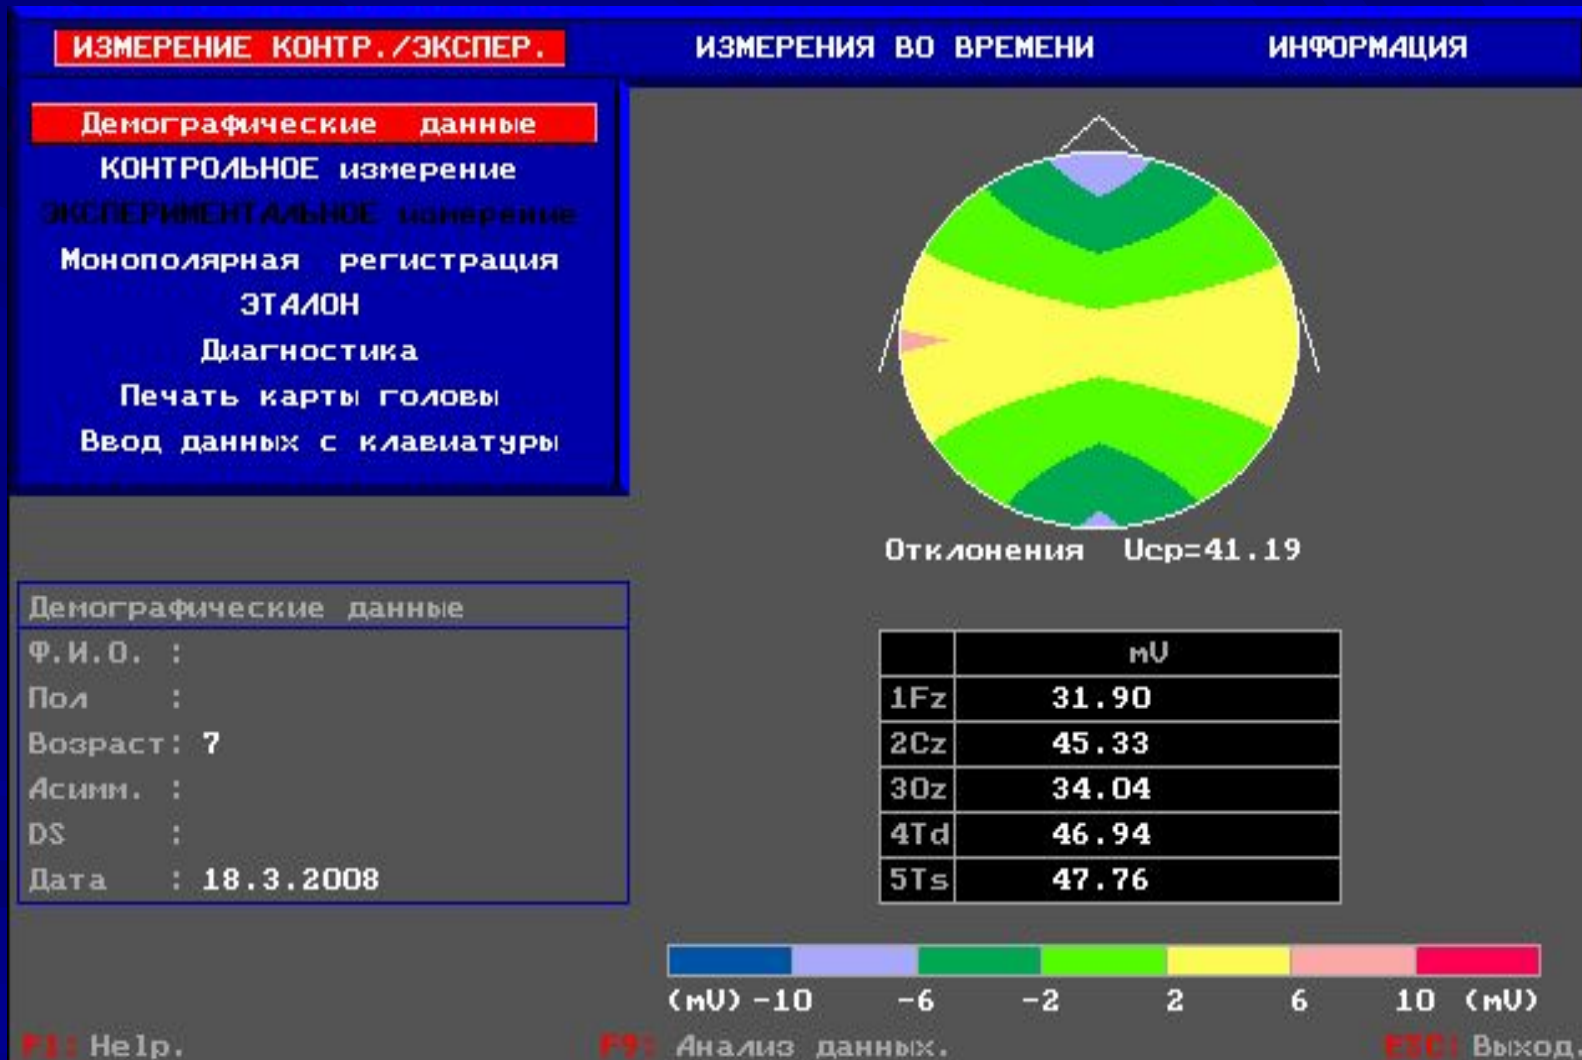 ИЗМЕРЕНИЕ КОНТР./ЭКСПЕР. ИЗМЕРЕНИЯ ВО ВРЕМЕНИ ИНФОРМАЦИЯ
Демографические данные
КОНТРОЛЬНОЕ измерение
ЭКСПЕРИМЕНТАЛЬНОЕ измерение
Монополярная регистрация
ЭТАЛОН
Диагностика
Печать карты головы
Ввод данных с клавиатуры
Отклонения Uср=41.19
Демографические данные
Ф.И.О. :
Пол :
Возраст: 7
Асимм. :
DS :
Дата : 18.3.2008
mV
1Fz 31.90
2Cz 45.33
3Oz 34.04
4Td 46.94
5Ts 47.76
(mV) -10 -6 -2 2 6 10 (mV)
F1: Help. F9: Анализ данных. ESC: Выход.